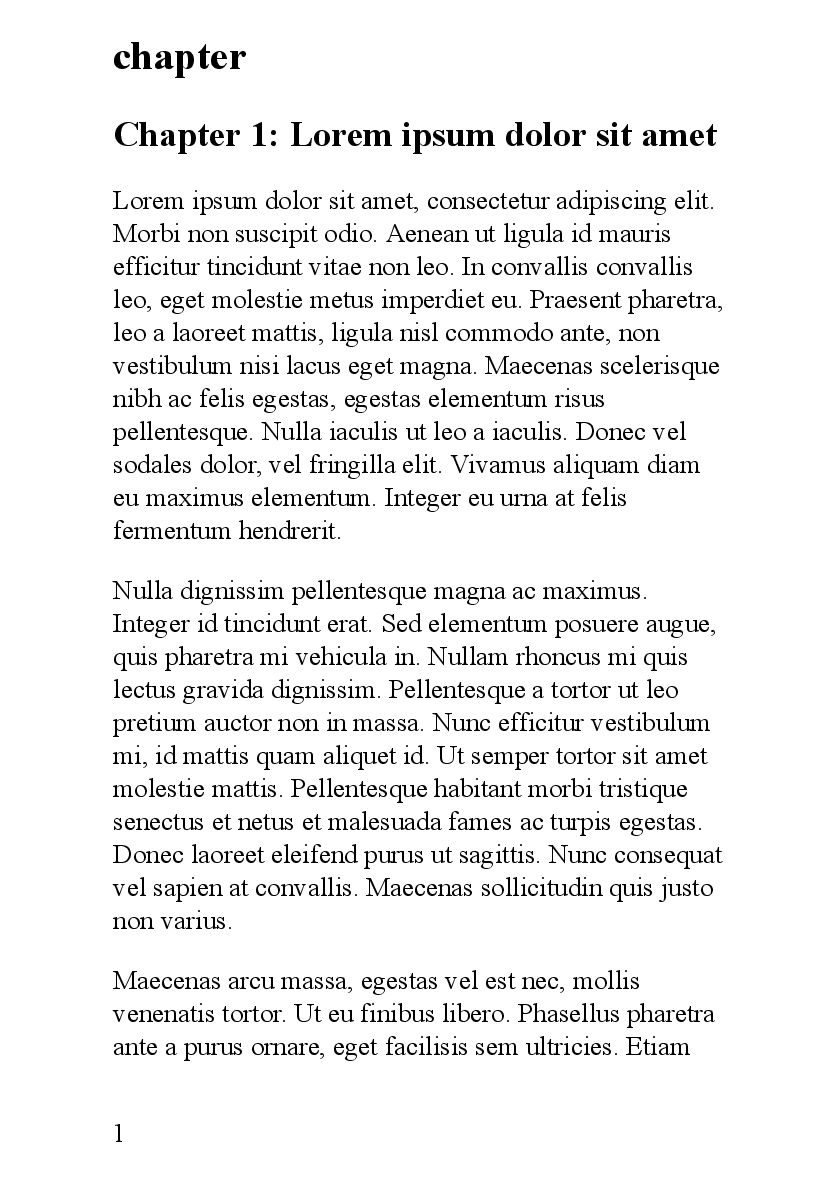 chapter
Chapter 1: Lorem ipsum dolor sit amet
Lorem ipsum dolor sit amet, consectetur adipiscing elit.
Morbi non suscipit odio. Aenean ut ligula id mauris
efficitur tincidunt vitae non leo. In convallis convallis
leo, eget molestie metus imperdiet eu. Praesent pharetra,
leo a laoreet mattis, ligula nisl commodo ante, non
vestibulum nisi lacus eget magna. Maecenas scelerisque
nibh ac felis egestas, egestas elementum risus
pellentesque. Nulla iaculis ut leo a iaculis. Donec vel
sodales dolor, vel fringilla elit. Vivamus aliquam diam
eu maximus elementum. Integer eu urna at felis
fermentum hendrerit.
Nulla dignissim pellentesque magna ac maximus.
Integer id tincidunt erat. Sed elementum posuere augue,
quis pharetra mi vehicula in. Nullam rhoncus mi quis
lectus gravida dignissim. Pellentesque a tortor ut leo
pretium auctor non in massa. Nunc efficitur vestibulum
mi, id mattis quam aliquet id. Ut semper tortor sit amet
molestie mattis. Pellentesque habitant morbi tristique
senectus et netus et malesuada fames ac turpis egestas.
Donec laoreet eleifend purus ut sagittis. Nunc consequat
vel sapien at convallis. Maecenas sollicitudin quis justo
non varius.
Maecenas arcu massa, egestas vel est nec, mollis
venenatis tortor. Ut eu finibus libero. Phasellus pharetra
ante a purus ornare, eget facilisis sem ultricies. Etiam
1